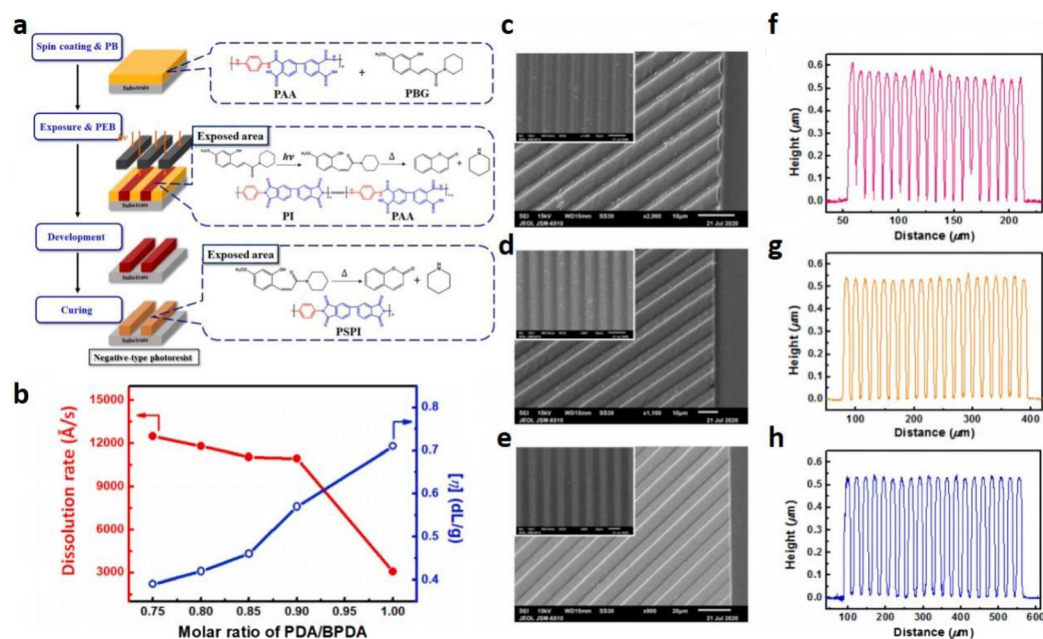 a
Spin coating & PB
Substrate
PAA
+
PBG
Exposure & PEB
Exposed area
hν
Δ
+
Substrate
PI
PAA
Development
Substrate
Exposed area
Δ
+
Curing
Substrate
PSPI
Negative-type photoresist
b
Dissolution rate (Å/s)
15000
12000
9000
6000
3000
0.8
0.7
0.6
0.5
0.4
[η] (dL/g)
0.75 0.80 0.85 0.90 0.95 1.00
Molar ratio of PDA/BPDA
c
SEI 15kV WD15mm SS30 x2,000 10μm
JEOL JSM-6510 21 Jul 2020
d
SEI 15kV WD15mm SS30 x1,100 10μm
JEOL JSM-6510 21 Jul 2020
e
SEI 15kV WD15mm SS30 x900 20μm
JEOL JSM-6510 21 Jul 2020
f
Height (μm)
0.6
0.5
0.4
0.3
0.2
0.1
0.0
50 100 150 200
Distance (μm)
g
Height (μm)
0.6
0.5
0.4
0.3
0.2
0.1
0.0
100 200 300 400
Distance (μm)
h
Height (μm)
0.5
0.4
0.3
0.2
0.1
0.0
100 200 300 400 500 600
Distance (μm)